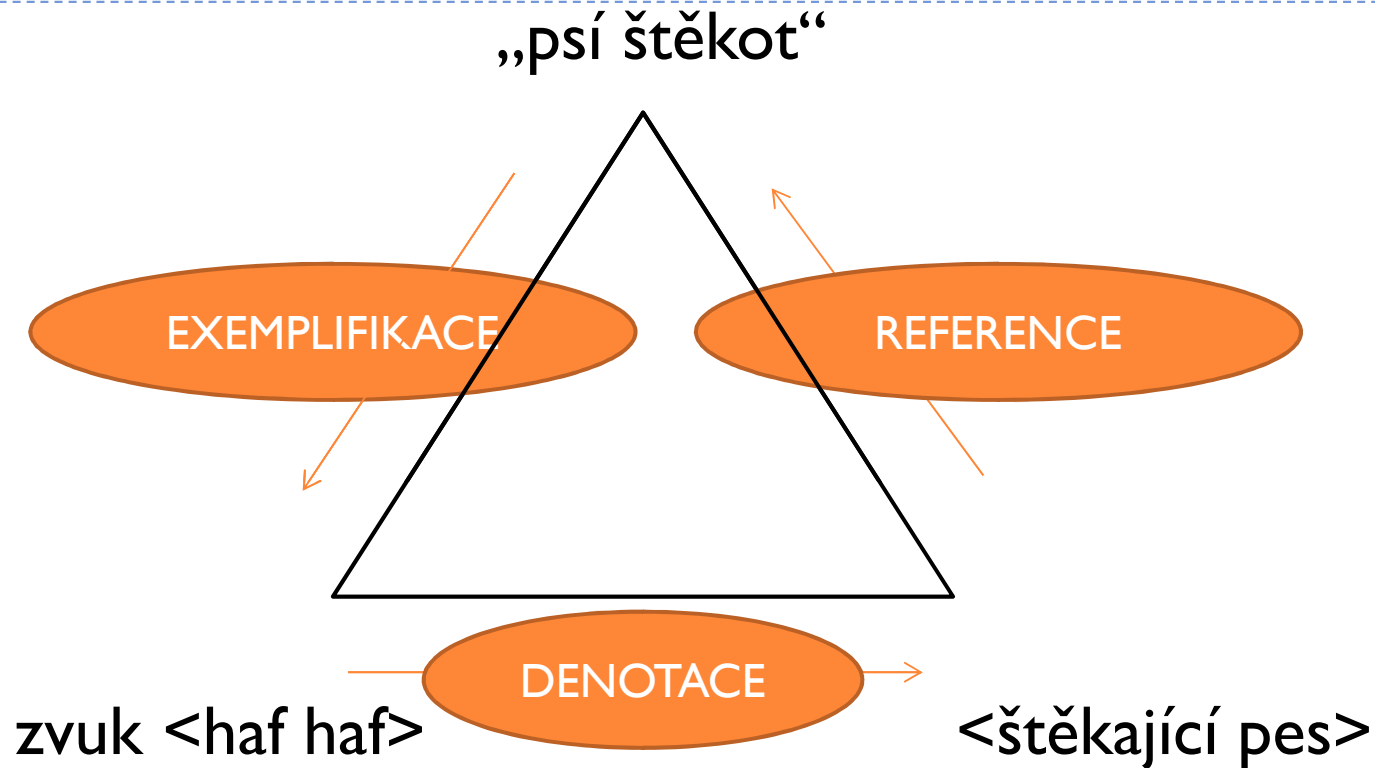 „psí štěkot“
EXEMPLIFIKACE
REFERENCE
DENOTACE
zvuk <haf haf>
<štěkající pes>